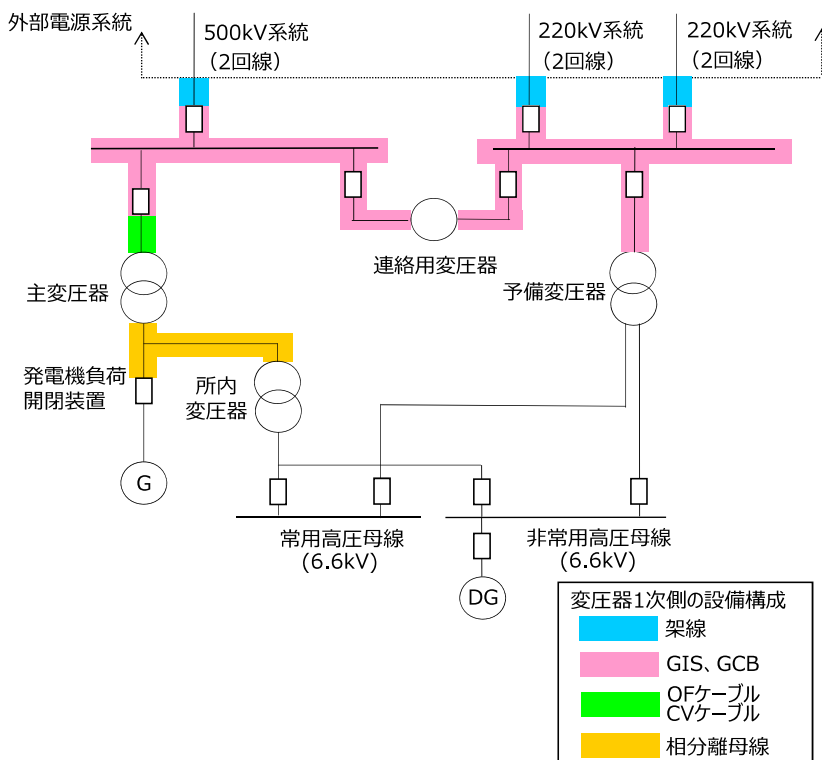 外部電源系統
500kV系統
（2回線）
220kV系統
（2回線）
220kV系統
（2回線）
連絡用変圧器
主変圧器
予備変圧器
発電機負荷
開閉装置
所内
変圧器
G
常用高圧母線
(6.6kV)
非常用高圧母線
(6.6kV)
DG
変圧器1次側の設備構成
架線
GIS、GCB
OFケーブル
CVケーブル
相分離母線